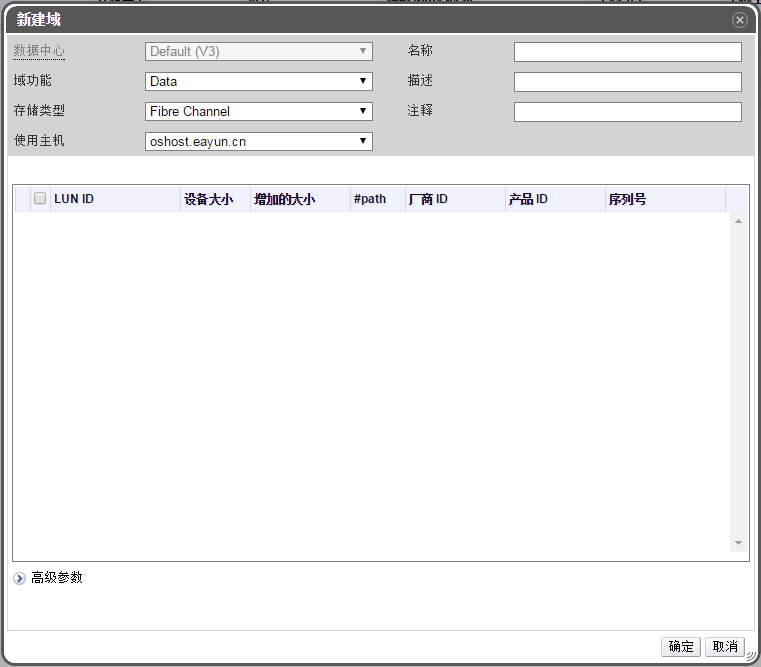 新建域
数据中心 Default (V3) 名称
域功能 Data 描述
存储类型 Fibre Channel 注释
使用主机 oshost.eayun.cn
LUN ID 设备大小 增加的大小 #path 厂商 ID 产品 ID 序列号
高级参数
确定 取消